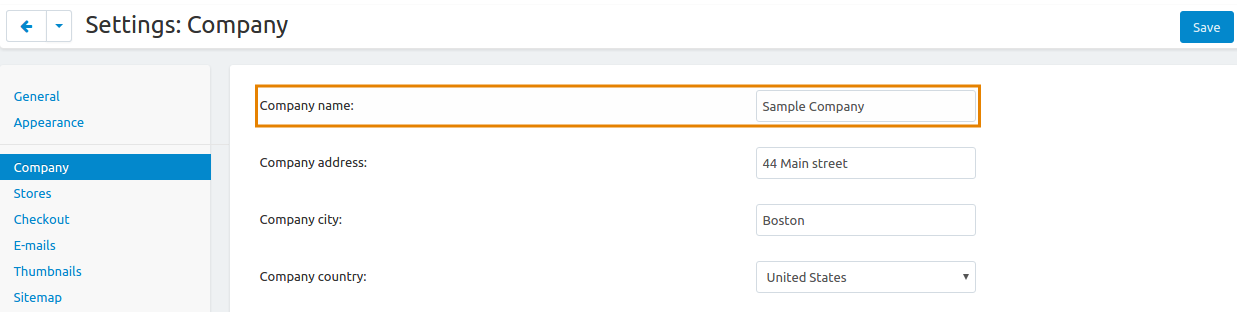 Settings: Company
Save
General
Appearance
Company
Stores
Checkout
E-mails
Thumbnails
Sitemap
Company name: Sample Company
Company address: 44 Main street
Company city: Boston
Company country: United States